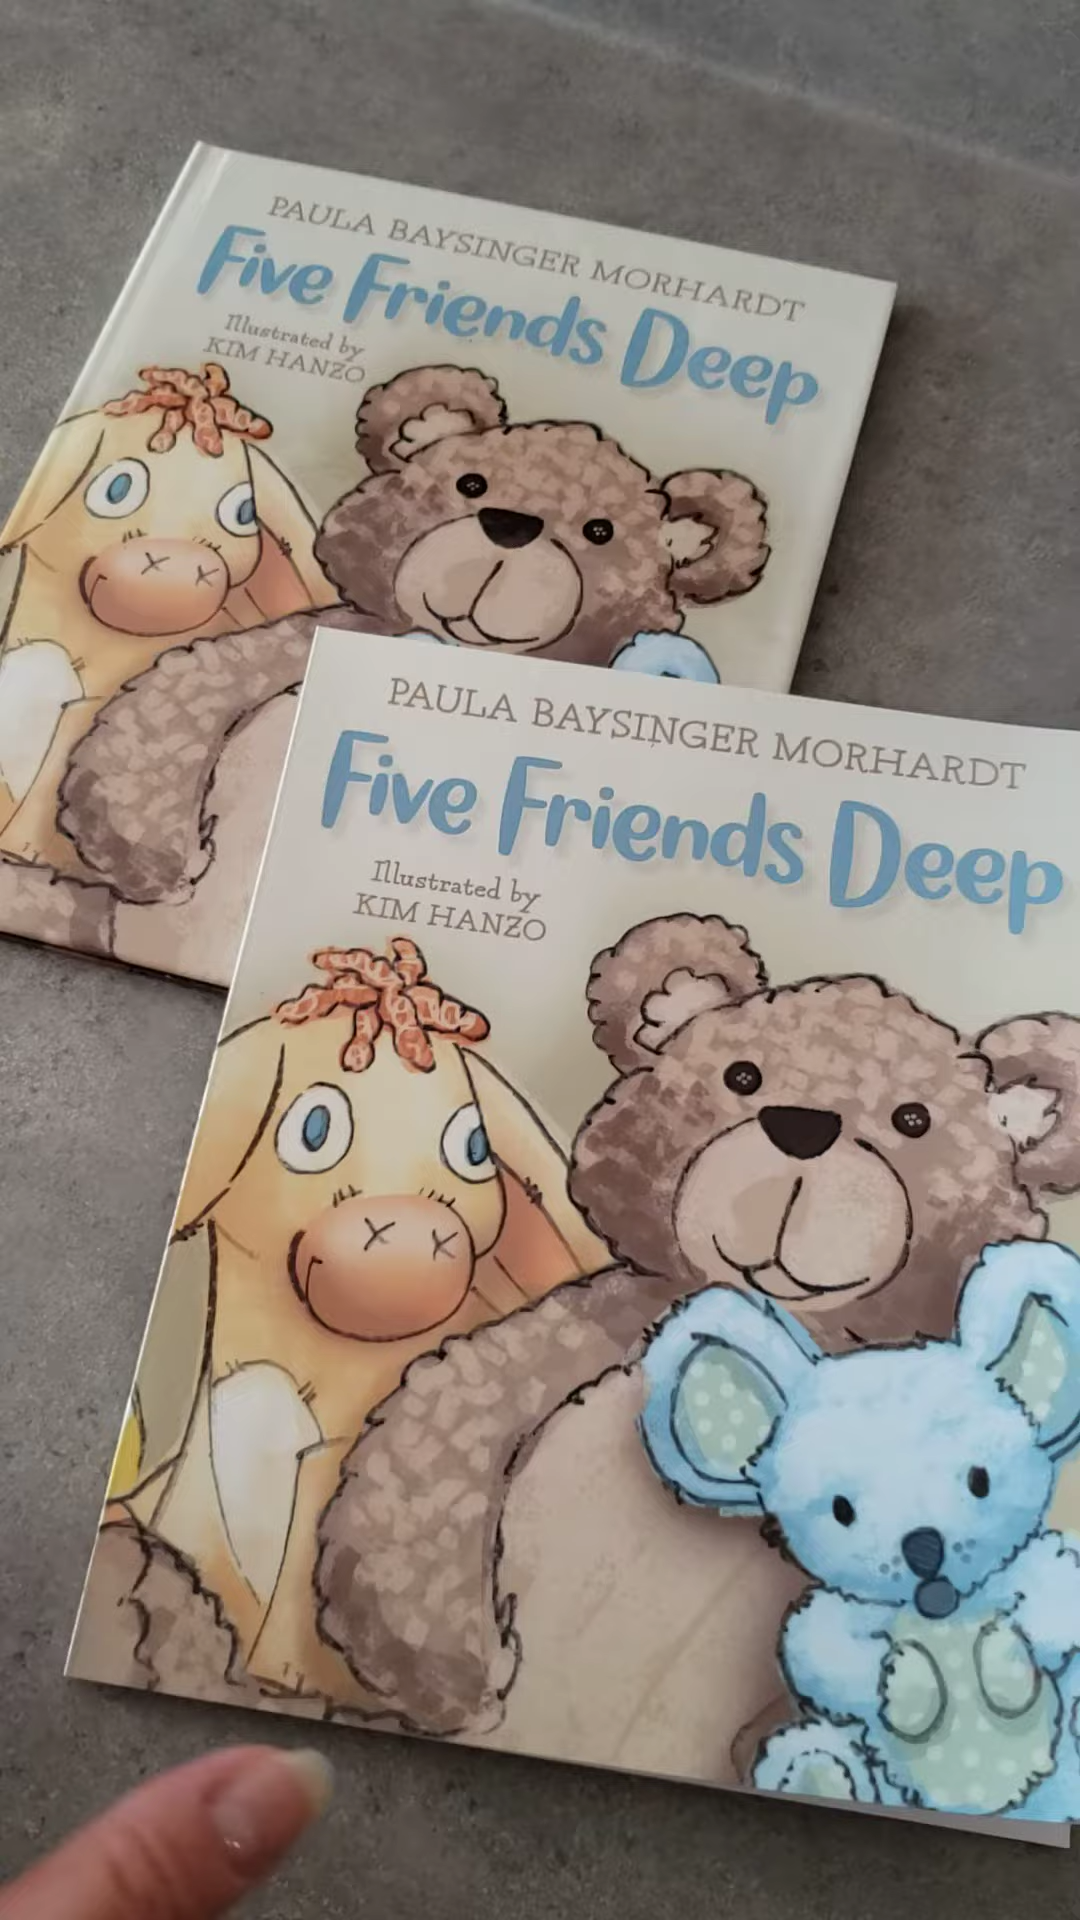 PAULA BAYSINGER MORHARDT
Five Friends Deep
Illustrated by
KIM HANZO
PAULA BAYSINGER MORHARDT
Five Friends Deep
Illustrated by
KIM HANZO